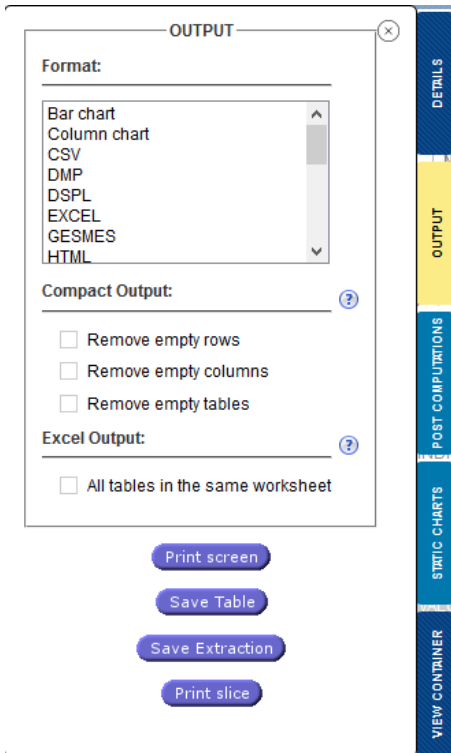 OUTPUT
Format:
Bar chart
Column chart
CSV
DMP
DSPL
EXCEL
GESMES
HTML
Compact Output:
?
Remove empty rows
Remove empty columns
Remove empty tables
Excel Output:
?
All tables in the same worksheet
Print screen
Save Table
Save Extraction
Print slice
DETAILS
OUTPUT
POST COMPUTATIONS
STATIC CHARTS
VIEW CONTAINER